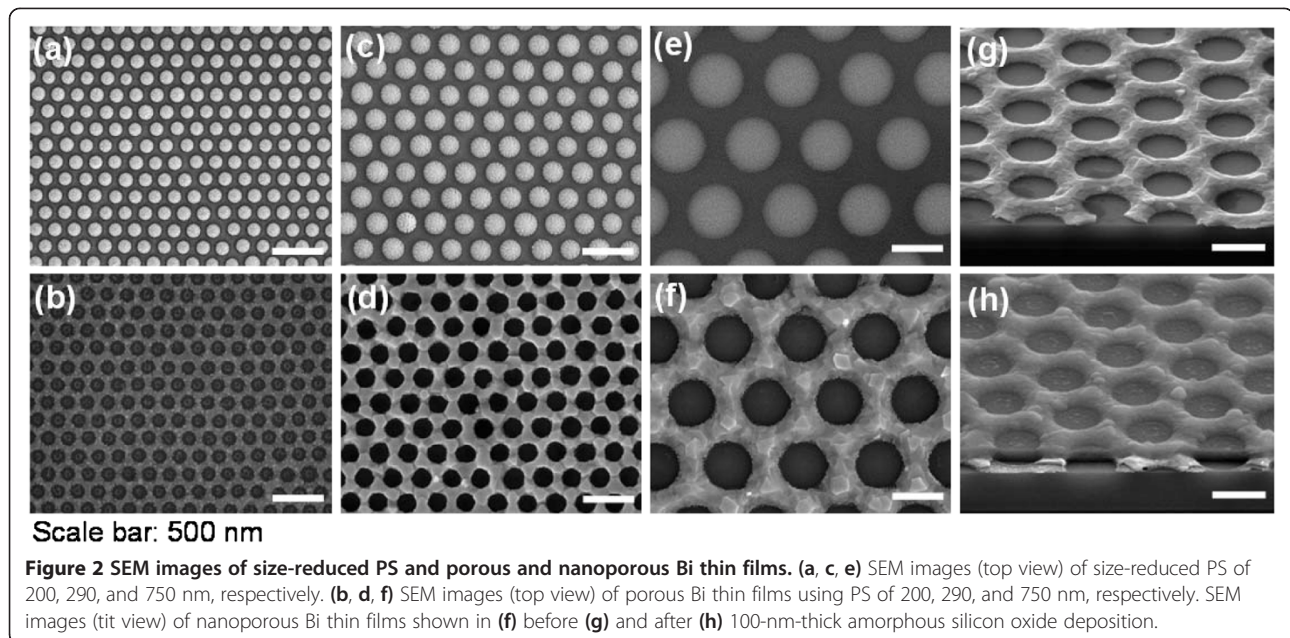 (a)
(c)
(e)
(g)
(b)
(d)
(f)
(h)
Scale bar: 500 nm
Figure 2 SEM images of size-reduced PS and porous and nanoporous Bi thin films. (a, c, e) SEM images (top view) of size-reduced PS of
200, 290, and 750 nm, respectively. (b, d, f) SEM images (top view) of porous Bi thin films using PS of 200, 290, and 750 nm, respectively. SEM
images (tit view) of nanoporous Bi thin films shown in (f) before (g) and after (h) 100-nm-thick amorphous silicon oxide deposition.